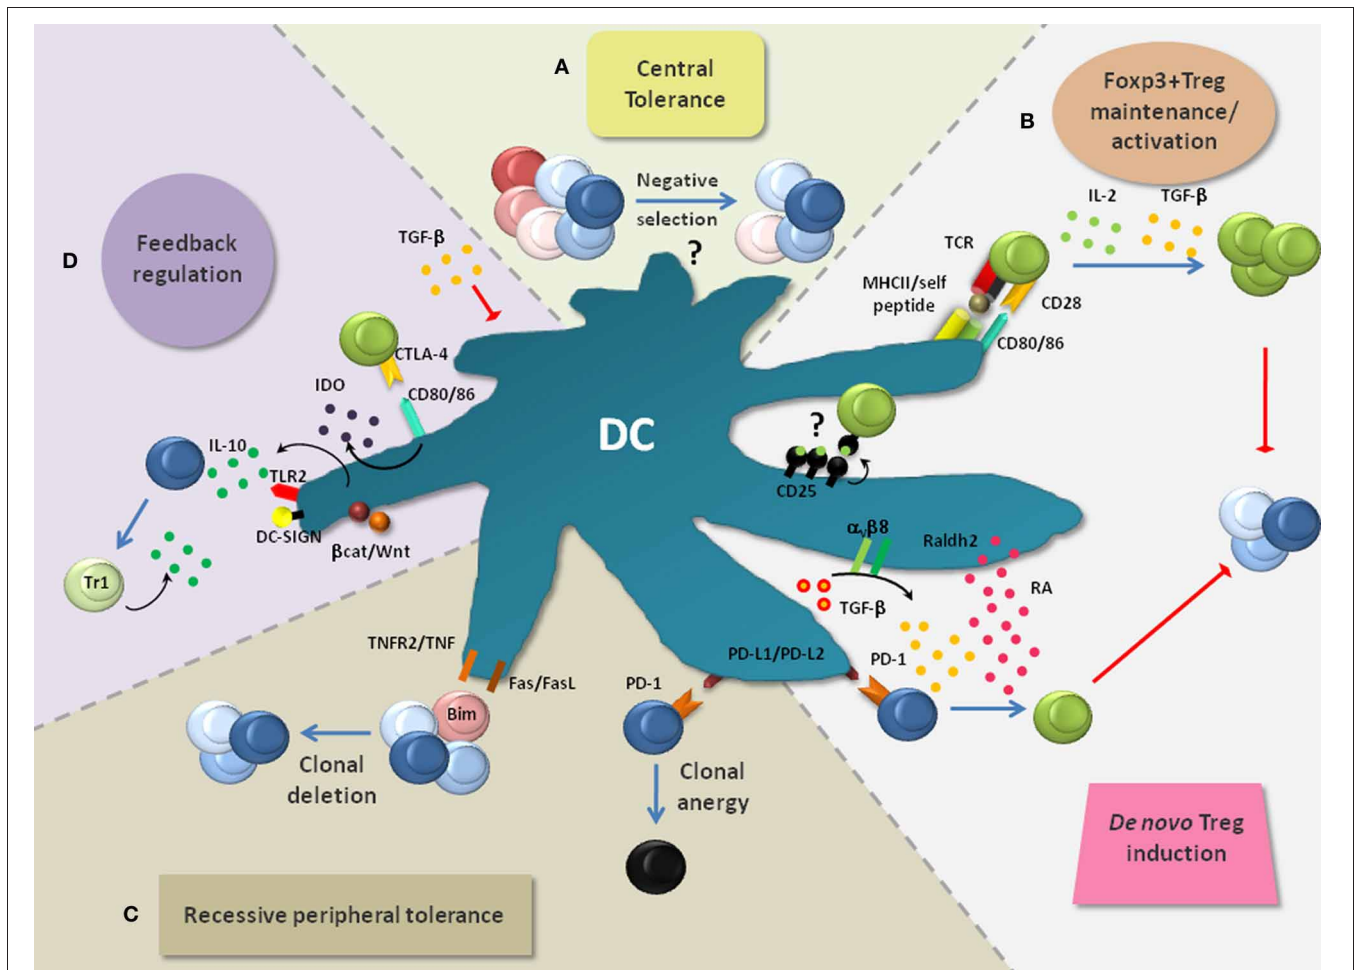 A
Central
Tolerance
Negative
selection
?
B
Foxp3+Treg
maintenance/
activation
IL-2
TGF-β
TCR
MHCII/self
peptide
CD28
CD80/86
?
CD25
αvβ8
Raldh2
RA
TGF-β
PD-L1/PD-L2
PD-1
De novo Treg
induction
DC
D
Feedback
regulation
TGF-β
CTLA-4
IDO
CD80/86
IL-10
TLR2
DC-SIGN
βcat/Wnt
Tr1
TNFR2/TNF
Fas/FasL
PD-1
Bim
Clonal
deletion
Clonal
anergy
C
Recessive peripheral tolerance